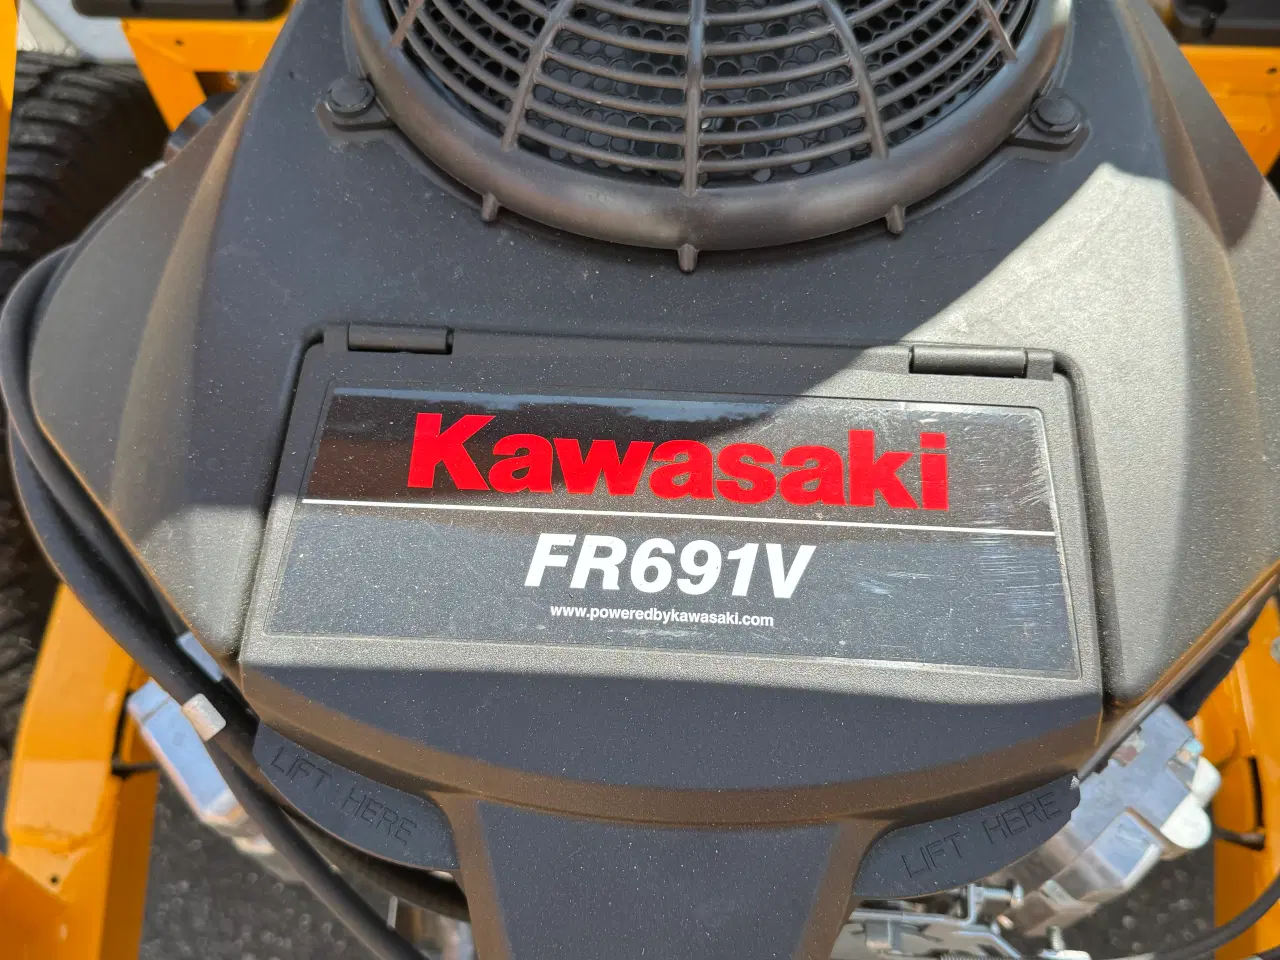 Kawasaki
FR691V
www.poweredbykawasaki.com
LIFT HERE
LIFT HERE